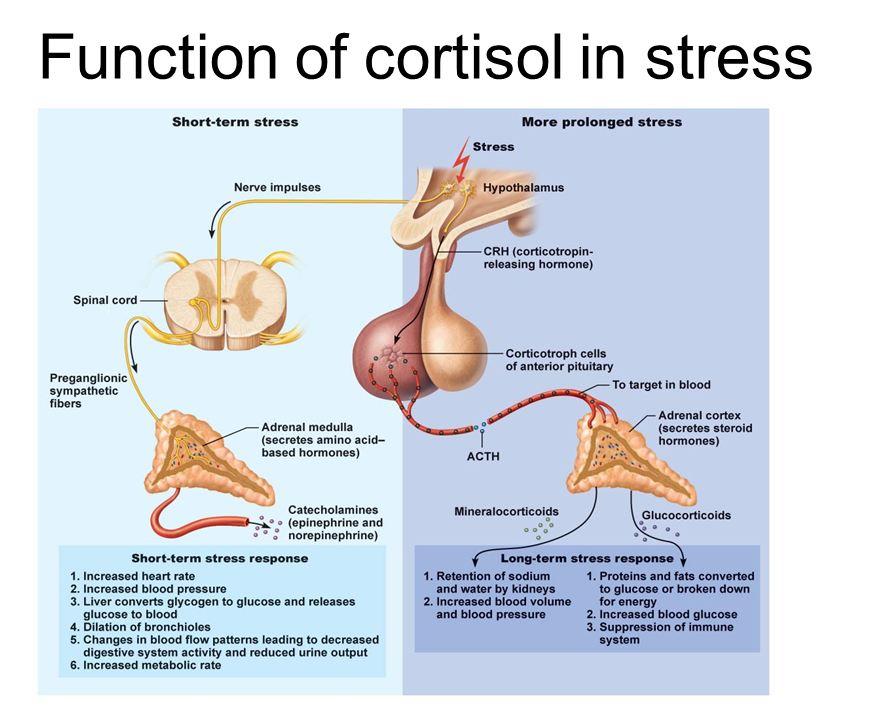 Function of cortisol in stress
Short-term stress
More prolonged stress
Stress
Nerve impulses
Hypothalamus
CRH (corticotropin-
releasing hormone)
Spinal cord
Corticotroph cells
of anterior pituitary
To target in blood
Preganglionic
sympathetic
fibers
Adrenal medulla
(secretes amino acid–
based hormones)
Adrenal cortex
(secretes steroid
hormones)
ACTH
Catecholamines
(epinephrine and
norepinephrine)
Mineralocorticoids
Glucocorticoids
Short-term stress response
1. Increased heart rate
2. Increased blood pressure
3. Liver converts glycogen to glucose and releases
glucose to blood
4. Dilation of bronchioles
5. Changes in blood flow patterns leading to decreased
digestive system activity and reduced urine output
6. Increased metabolic rate
Long-term stress response
1. Retention of sodium
and water by kidneys
2. Increased blood volume
and blood pressure
1. Proteins and fats converted
to glucose or broken down
for energy
2. Increased blood glucose
3. Suppression of immune
system